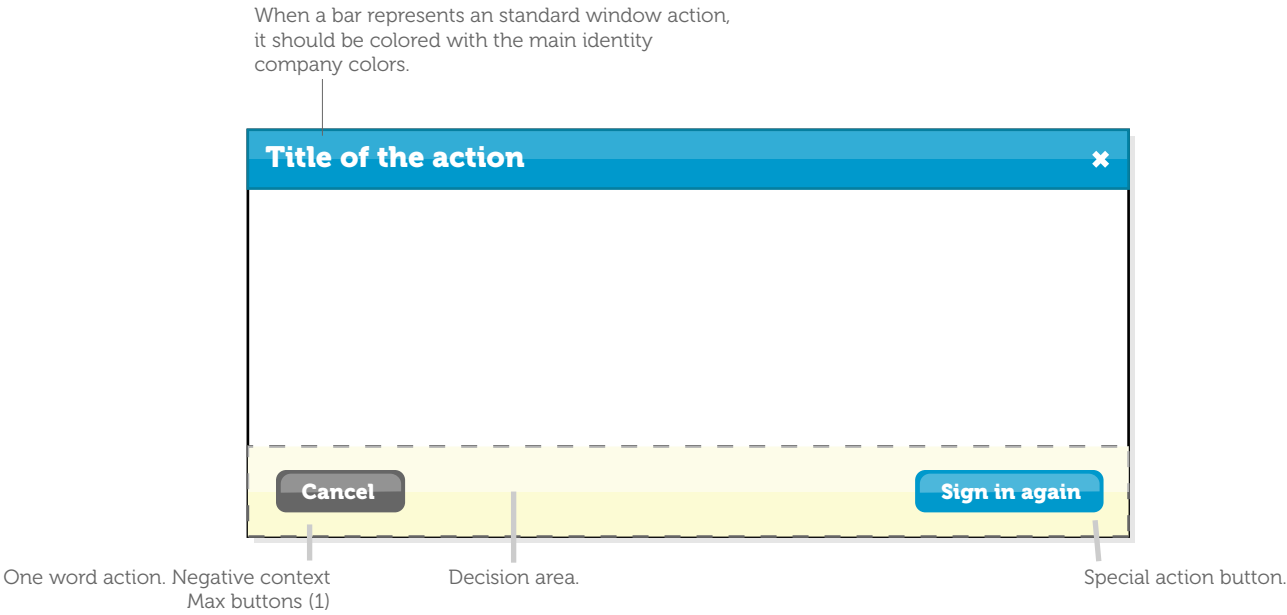 When a bar represents an standard window action,
it should be colored with the main identity
company colors.
Title of the action
Cancel
Sign in again
One word action. Negative context
Max buttons (1)
Decision area.
Special action button.